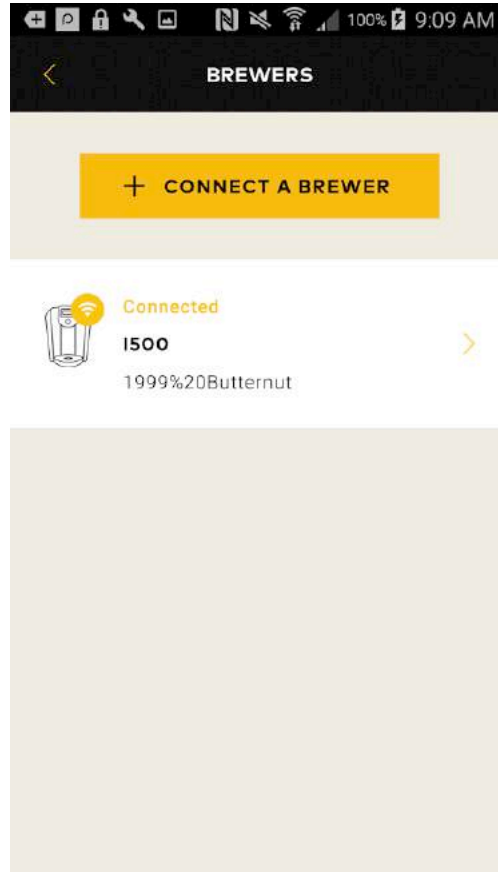 100% 9:09 AM
BREWERS
+ CONNECT A BREWER
Connected
I500
1999%20Butternut